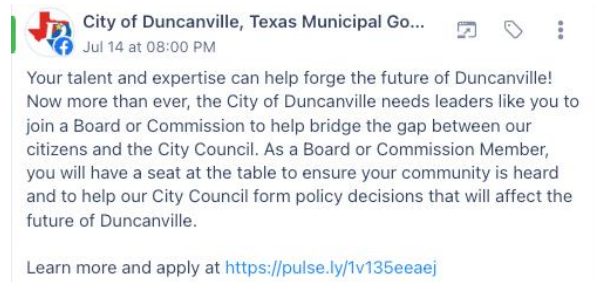 City of Duncanville, Texas Municipal Go...
Jul 14 at 08:00 PM
Your talent and expertise can help forge the future of Duncanville!
Now more than ever, the City of Duncanville needs leaders like you to
join a Board or Commission to help bridge the gap between our
citizens and the City Council. As a Board or Commission Member,
you will have a seat at the table to ensure your community is heard
and to help our City Council form policy decisions that will affect the
future of Duncanville.
Learn more and apply at https://pulse.ly/1v135eeaej